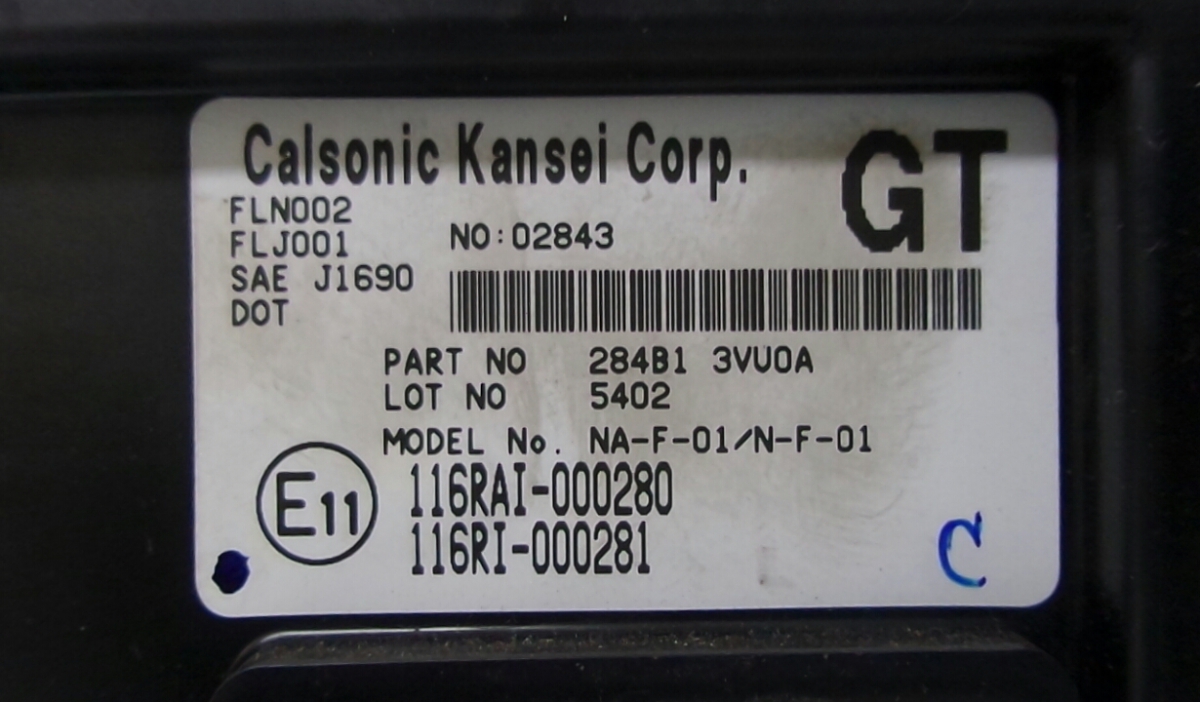 Calsonic Kansei Corp.
GT
FLN002
FLJ001
NO:02843
SAE J1690
DOT
PART NO 284B1 3VU0A
LOT NO 5402
MODEL No. NA-F-01/N-F-01
E11
116RAI-000280
116RI-000281
C